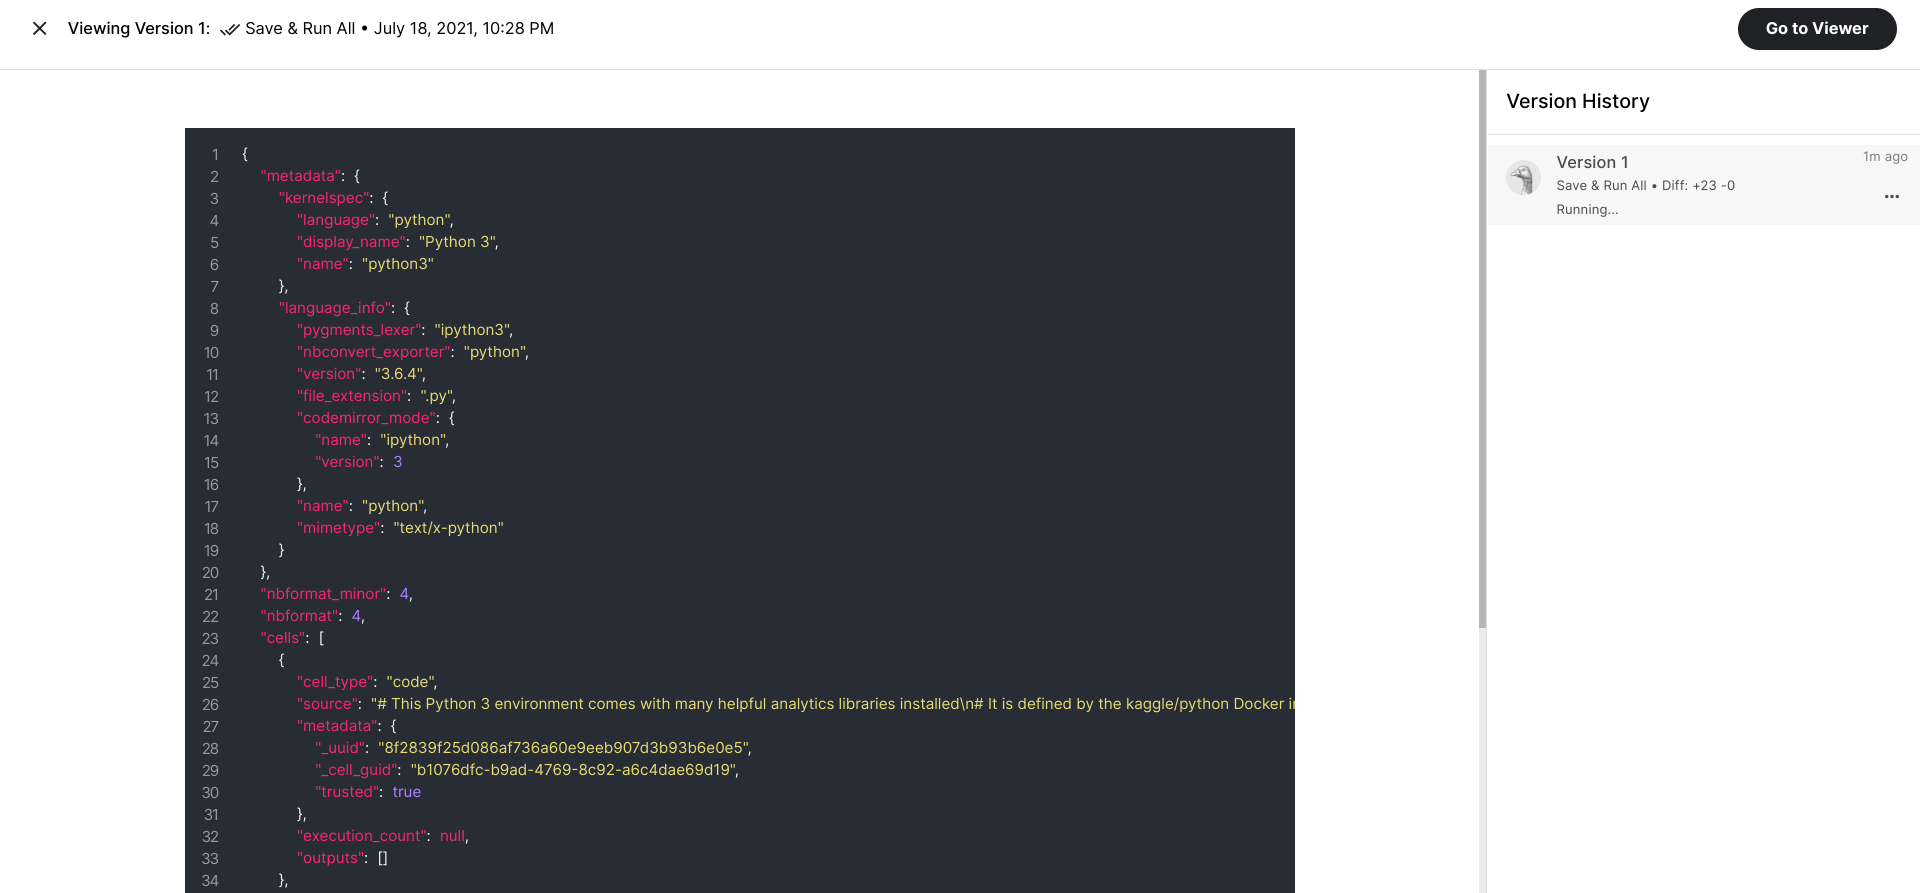 Viewing Version 1: Save & Run All • July 18, 2021, 10:28 PM
Go to Viewer
1 {
2 "metadata": {
3 "kernelspec": {
4 "language": "python",
5 "display_name": "Python 3",
6 "name": "python3"
7 },
8 "language_info": {
9 "pygments_lexer": "ipython3",
10 "nbconvert_exporter": "python",
11 "version": "3.6.4",
12 "file_extension": ".py",
13 "codemirror_mode": {
14 "name": "ipython",
15 "version": 3
16 },
17 "name": "python",
18 "mimetype": "text/x-python"
19 }
20 },
21 "nbformat_minor": 4,
22 "nbformat": 4,
23 "cells": [
24 {
25 "cell_type": "code",
26 "source": "# This Python 3 environment comes with many helpful analytics libraries installed\n# It is defined by the kaggle/python Docker
27 "metadata": {
28 "_uuid": "8f2839f25d086af736a60e9eeb907d3b93b6e0e5",
29 "_cell_guid": "b1076dfc-b9ad-4769-8c92-a6c4dae69d19",
30 "trusted": true
31 },
32 "execution_count": null,
33 "outputs": []
34 },
Version History
Version 1
1m ago
Save & Run All • Diff: +23 -0
Running...